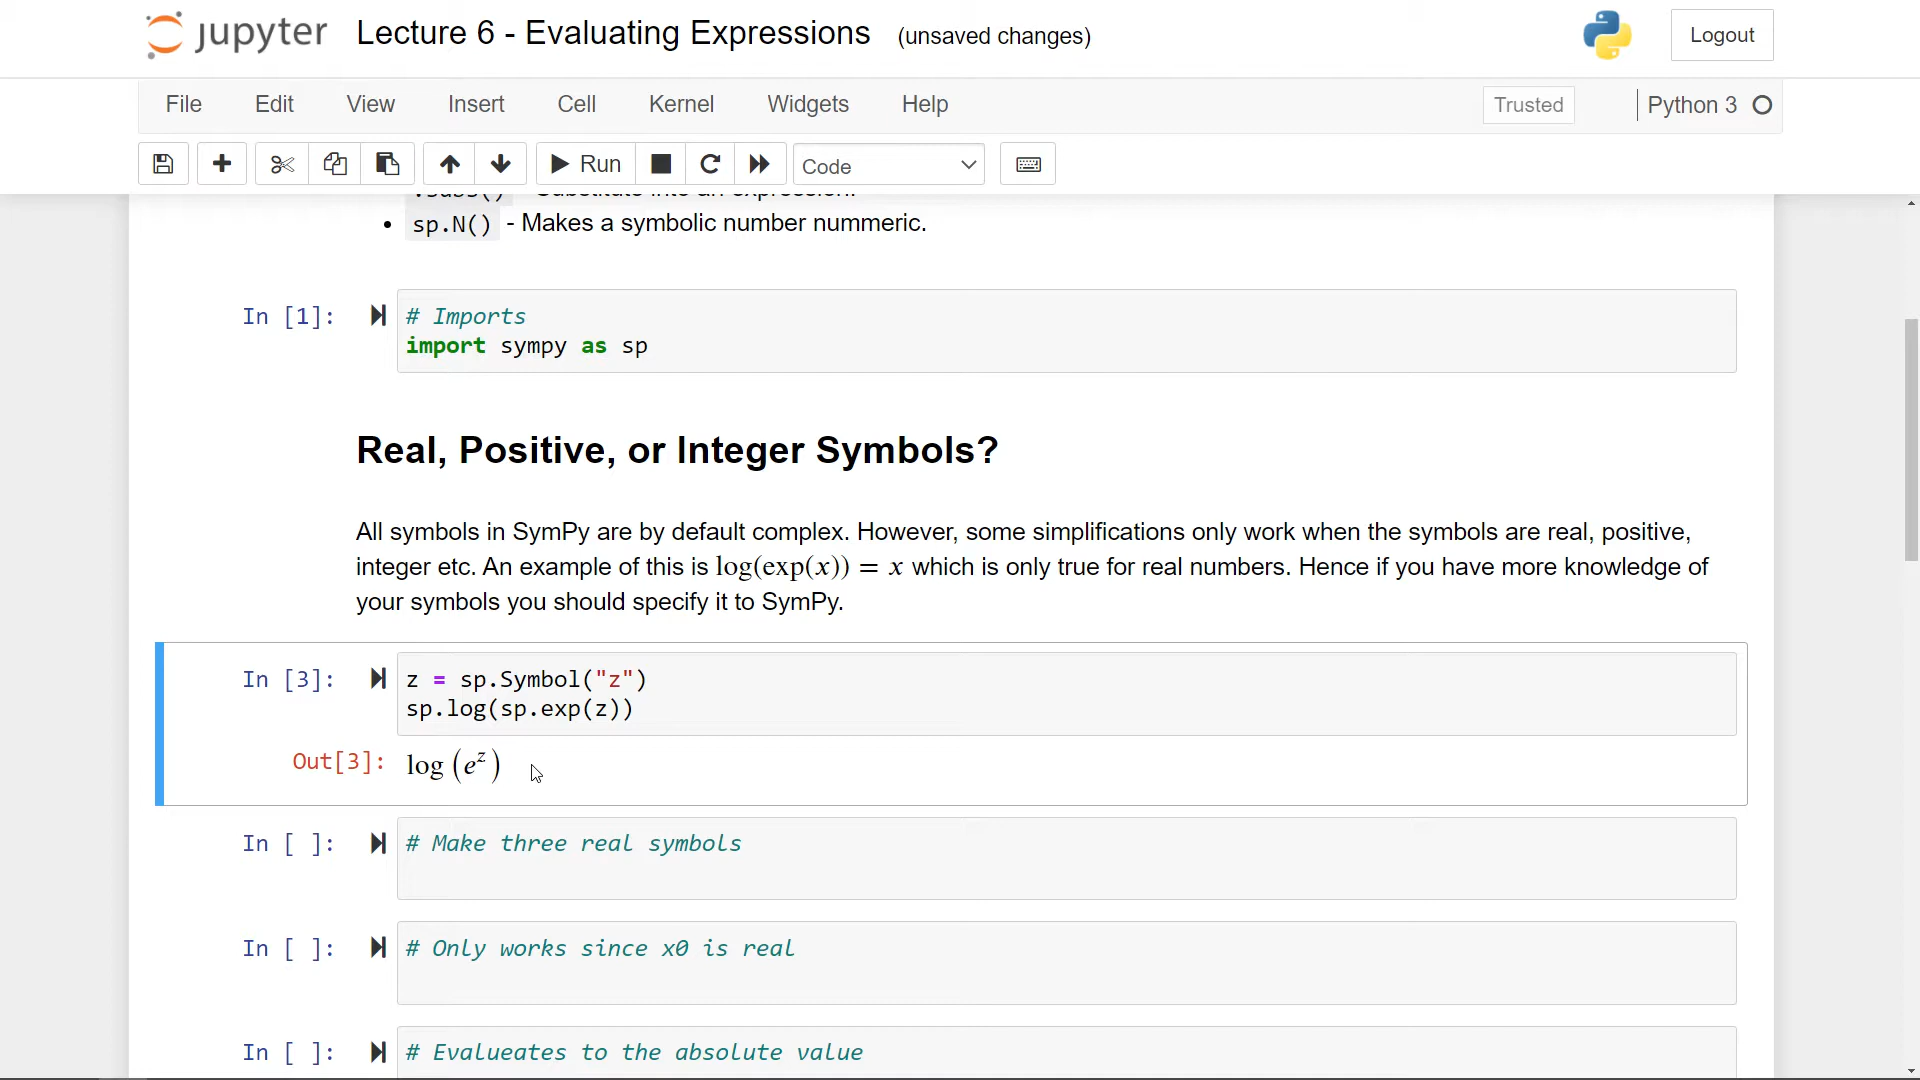 jupyter Lecture 6 - Evaluating Expressions (unsaved changes) Logout
File Edit View Insert Cell Kernel Widgets Help Trusted Python 3
Run Code
sp.N() - Makes a symbolic number nummeric.
In [1]: # Imports
import sympy as sp
Real, Positive, or Integer Symbols?
All symbols in SymPy are by default complex. However, some simplifications only work when the symbols are real, positive,
integer etc. An example of this is log(exp(x)) = x which is only true for real numbers. Hence if you have more knowledge of
your symbols you should specify it to SymPy.
In [3]: z = sp.Symbol("z")
sp.log(sp.exp(z))
Out[3]: log (e^z)
In [ ]: # Make three real symbols
In [ ]: # Only works since x0 is real
In [ ]: # Evalueates to the absolute value